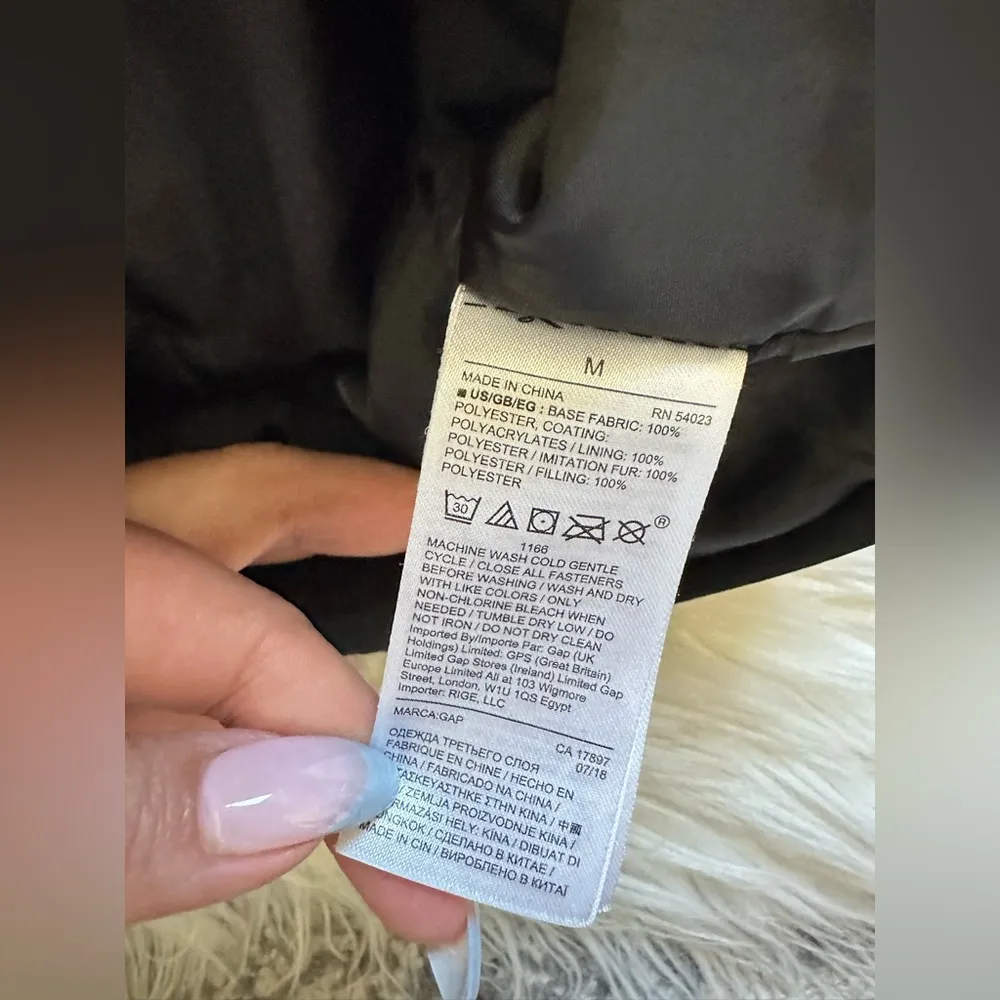 M
MADE IN CHINA
RN 54023
US/GB/EG : BASE FABRIC: 100%
POLYESTER, COATING:
POLYACRYLATES / LINING: 100%
POLYESTER / IMITATION FUR: 100%
POLYESTER / FILLING: 100%
POLYESTER
30
®
1166
MACHINE WASH COLD GENTLE
CYCLE / CLOSE ALL FASTENERS
BEFORE WASHING / WASH AND DRY
WITH LIKE COLORS / ONLY
NON-CHLORINE BLEACH WHEN
NEEDED / TUMBLE DRY LOW / DO
NOT IRON / DO NOT DRY CLEAN
Imported By/Importe Par: Gap (UK
Holdings) Limited: GPS (Great Britain)
Limited Gap Stores (Ireland) Limited Gap
Europe Limited All at 103 Wigmore
Street, London, W1U 1QS Egypt
Importer: RIGE, LLC
MARCA:GAP
CA 17897
07/18
ОДЕЖДА ТРЕТЬЕГО СЛОЯ
FABRIQUE EN CHINE / HECHO EN
CHINA / FABRICADO NA CHINA /
ΣΤΗΝ ΚΙΝΑ / 中國
ZEMLJA PROIZVODNJE KINA /
HELY: KÍNA / DIBUAT DI
/ СДЕЛАНО В КИТАЕ /
MADE IN CIN / ВИРОБЛЕНО В КИТАЇ